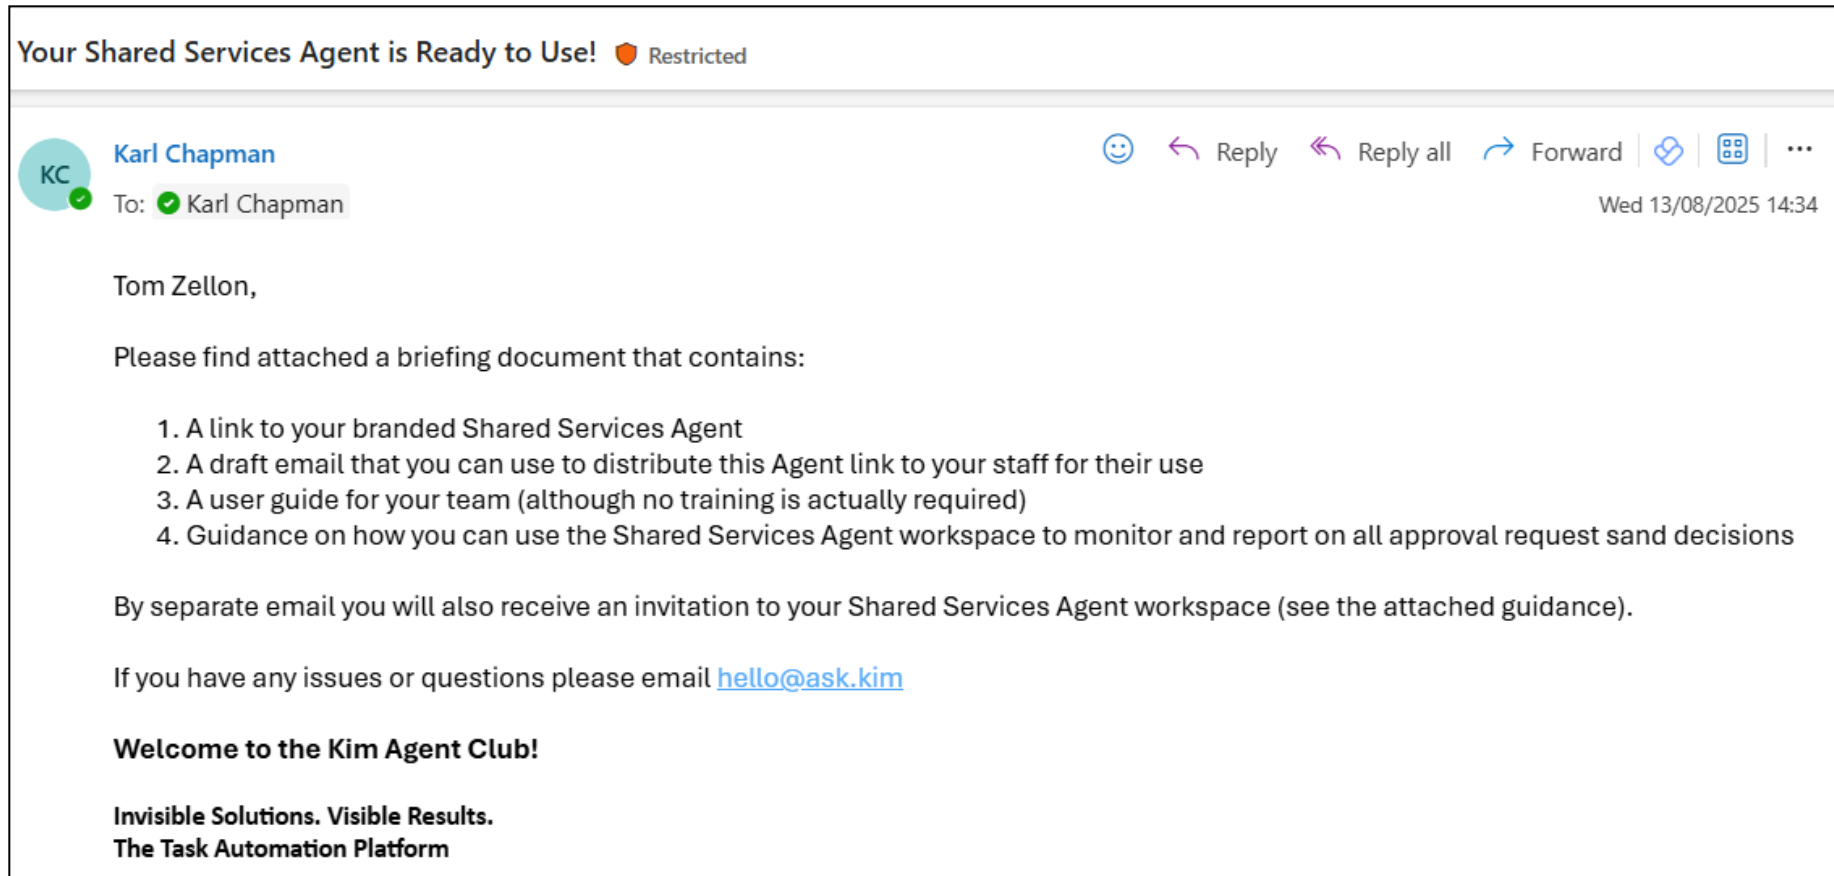 Your Shared Services Agent is Ready to Use! Restricted
KC
Karl Chapman
Reply Reply all Forward
To: Karl Chapman
Wed 13/08/2025 14:34
Tom Zellon,
Please find attached a briefing document that contains:
1. A link to your branded Shared Services Agent
2. A draft email that you can use to distribute this Agent link to your staff for their use
3. A user guide for your team (although no training is actually required)
4. Guidance on how you can use the Shared Services Agent workspace to monitor and report on all approval request sand decisions
By separate email you will also receive an invitation to your Shared Services Agent workspace (see the attached guidance).
If you have any issues or questions please email hello@ask.kim
Welcome to the Kim Agent Club!
Invisible Solutions. Visible Results.
The Task Automation Platform